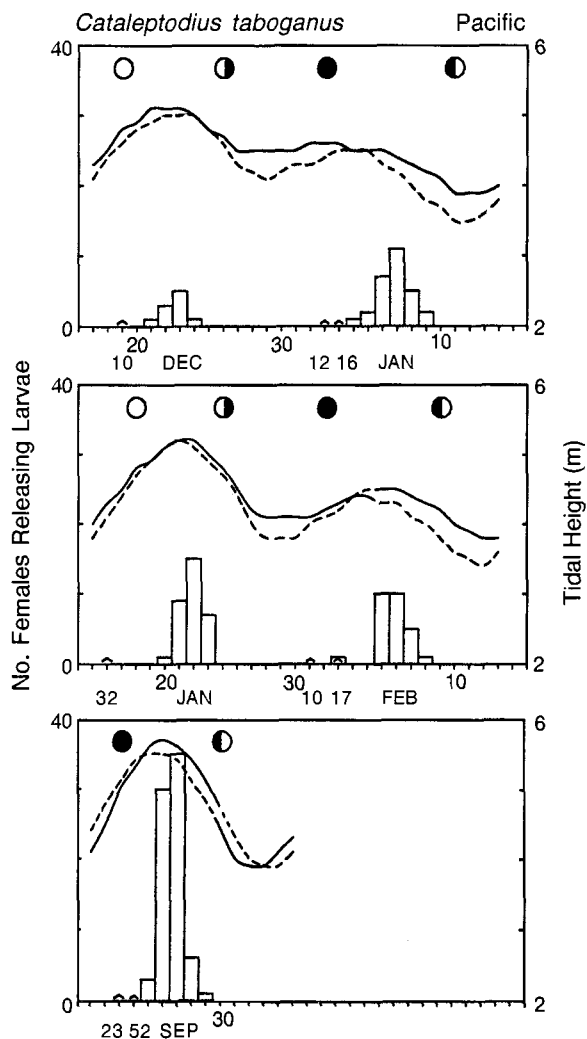 Cataleptodius taboganus Pacific
40 6
0 2
20 30 10
10 DEC 12 16 JAN
40 6
0 2
20 30 10
32 JAN 10 17 FEB
40 6
0 2
30
23 52 SEP
No. Females Releasing Larvae
Tidal Height (m)